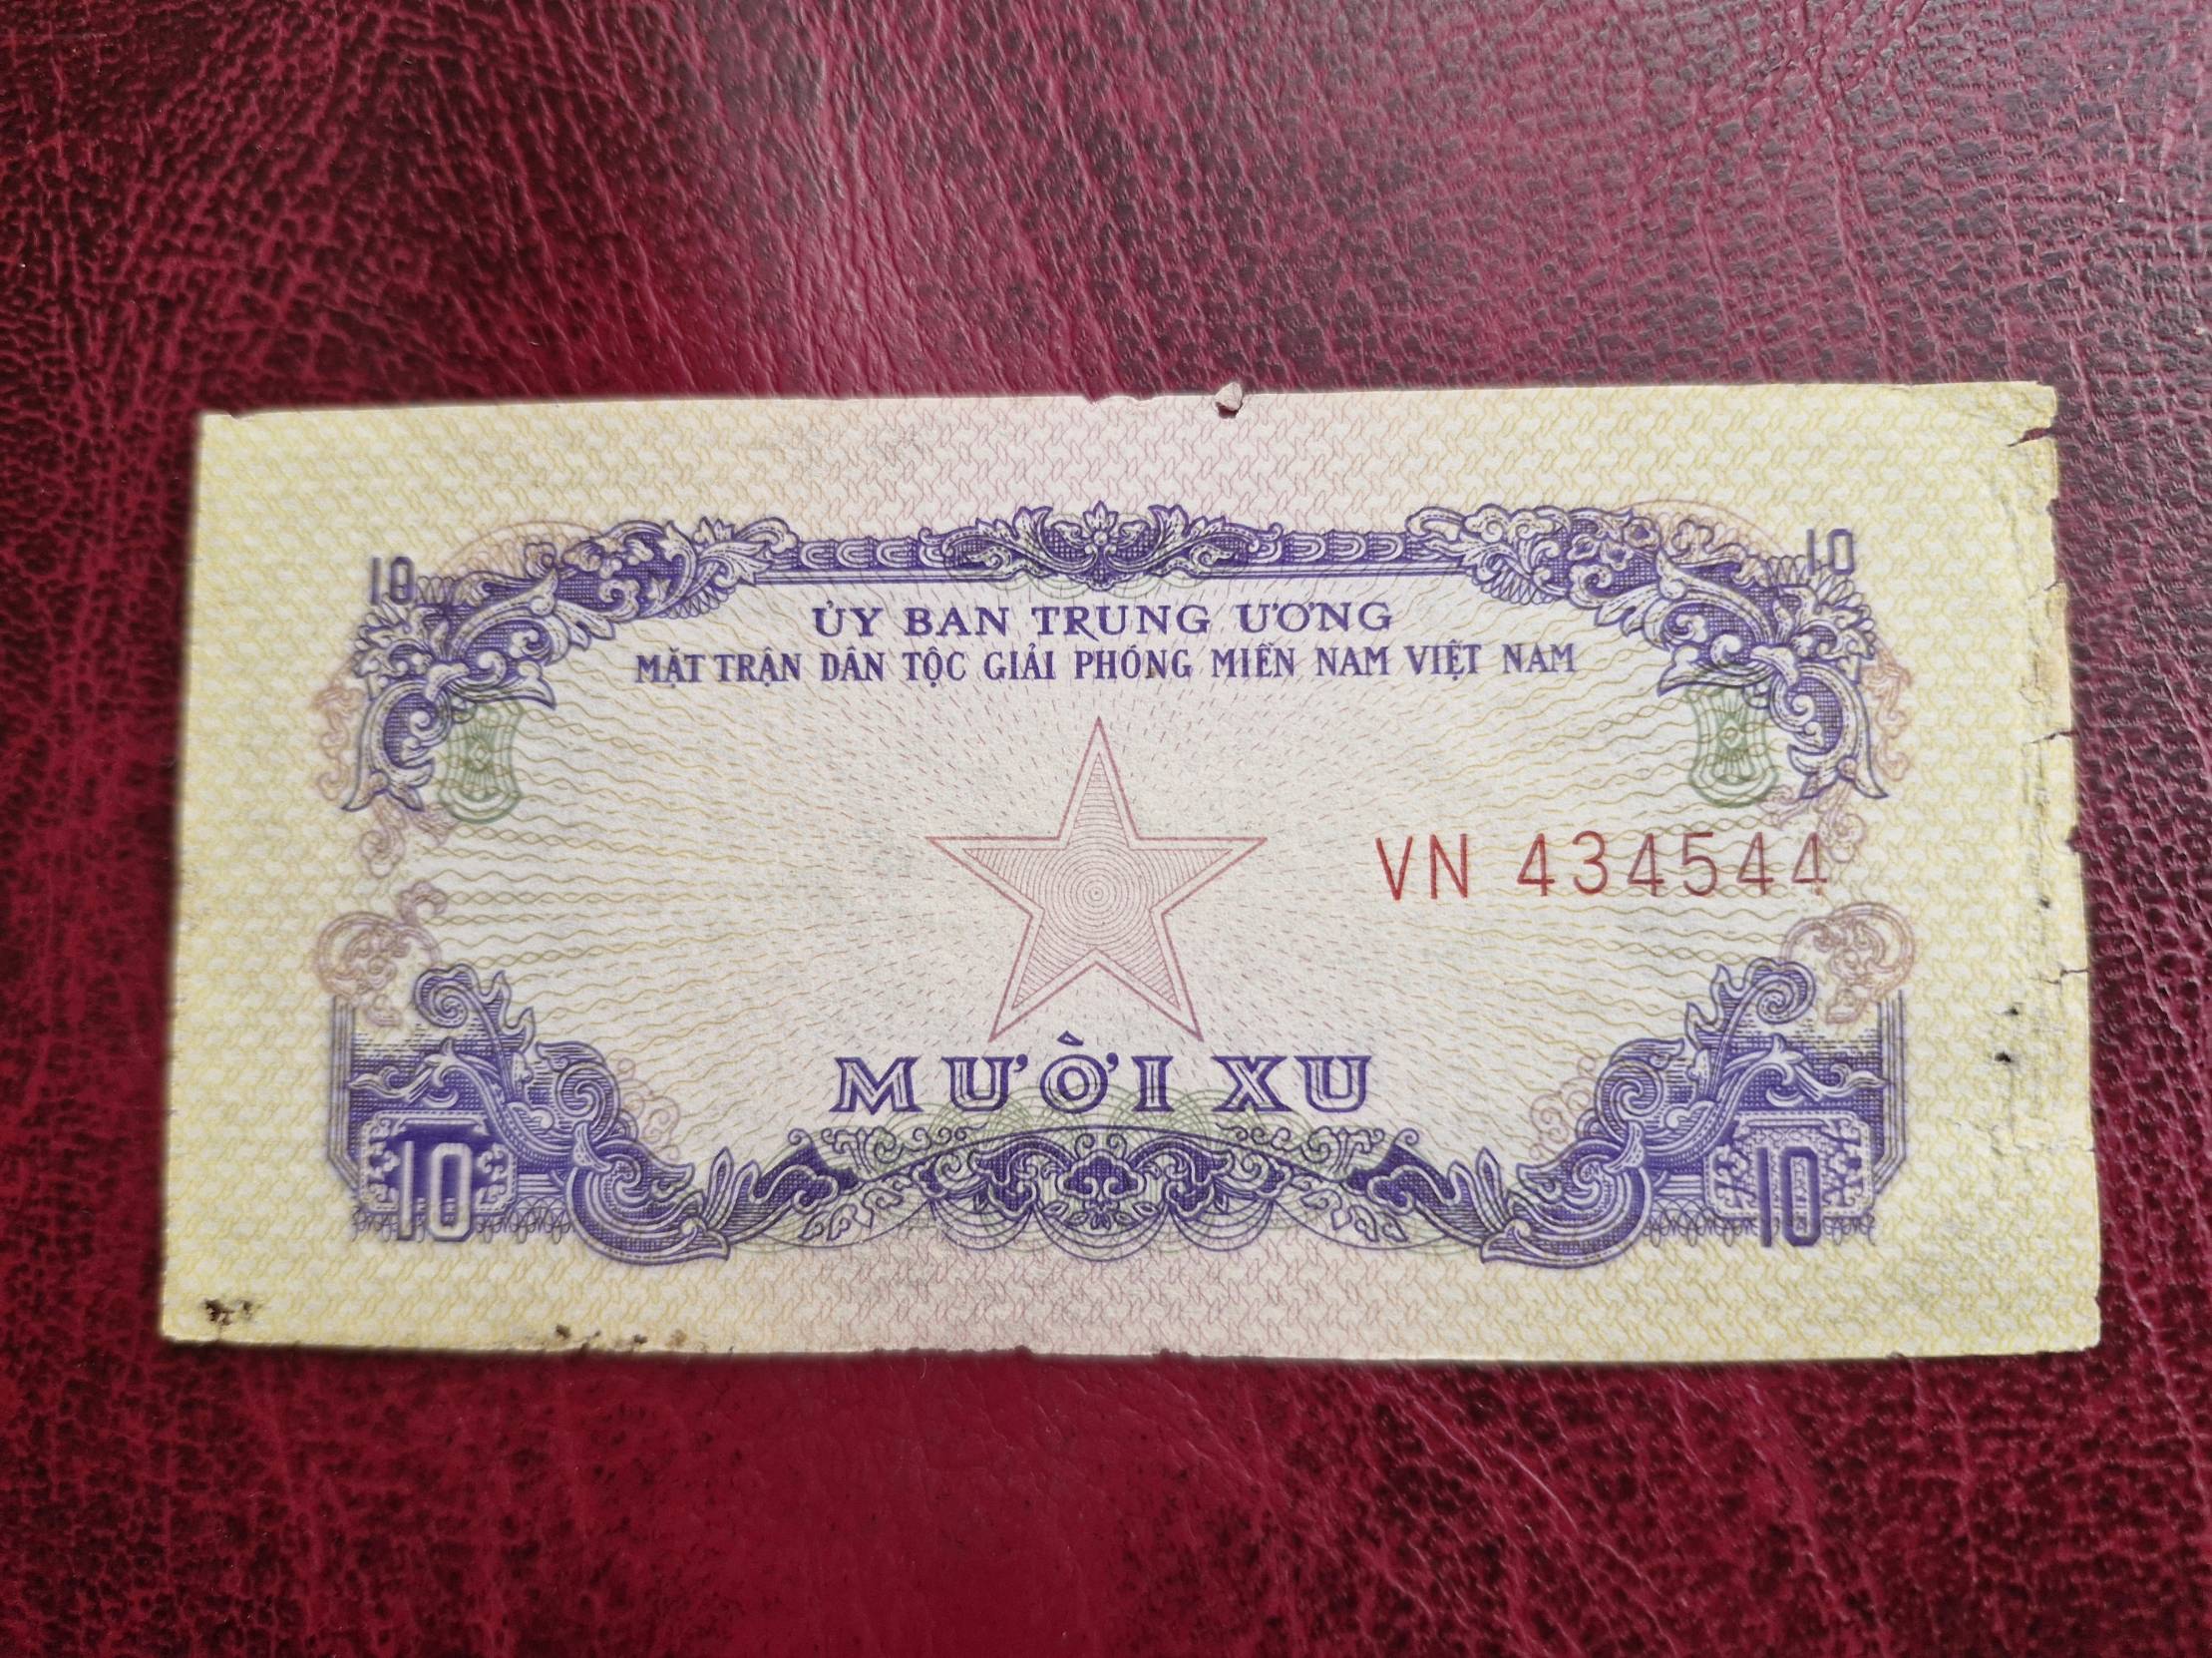 10 10
ỦY BAN TRUNG ƯƠNG
MẶT TRẬN DÂN TỘC GIẢI PHÓNG MIỀN NAM VIỆT NAM
VN 434544
MƯỜI XU
10 10